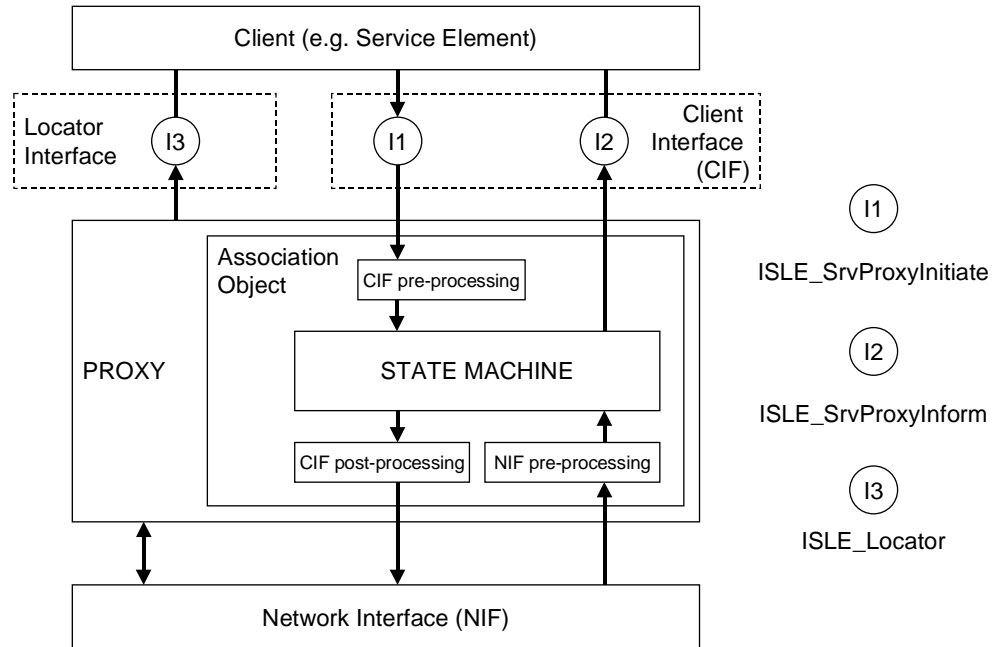 Client (e.g. Service Element)
Locator
Interface
I3
I1
I2
Client
Interface
(CIF)
I1
ISLE_SrvProxyInitiate
Association
Object
CIF pre-processing
PROXY
STATE MACHINE
I2
ISLE_SrvProxyInform
CIF post-processing
NIF pre-processing
I3
ISLE_Locator
Network Interface (NIF)